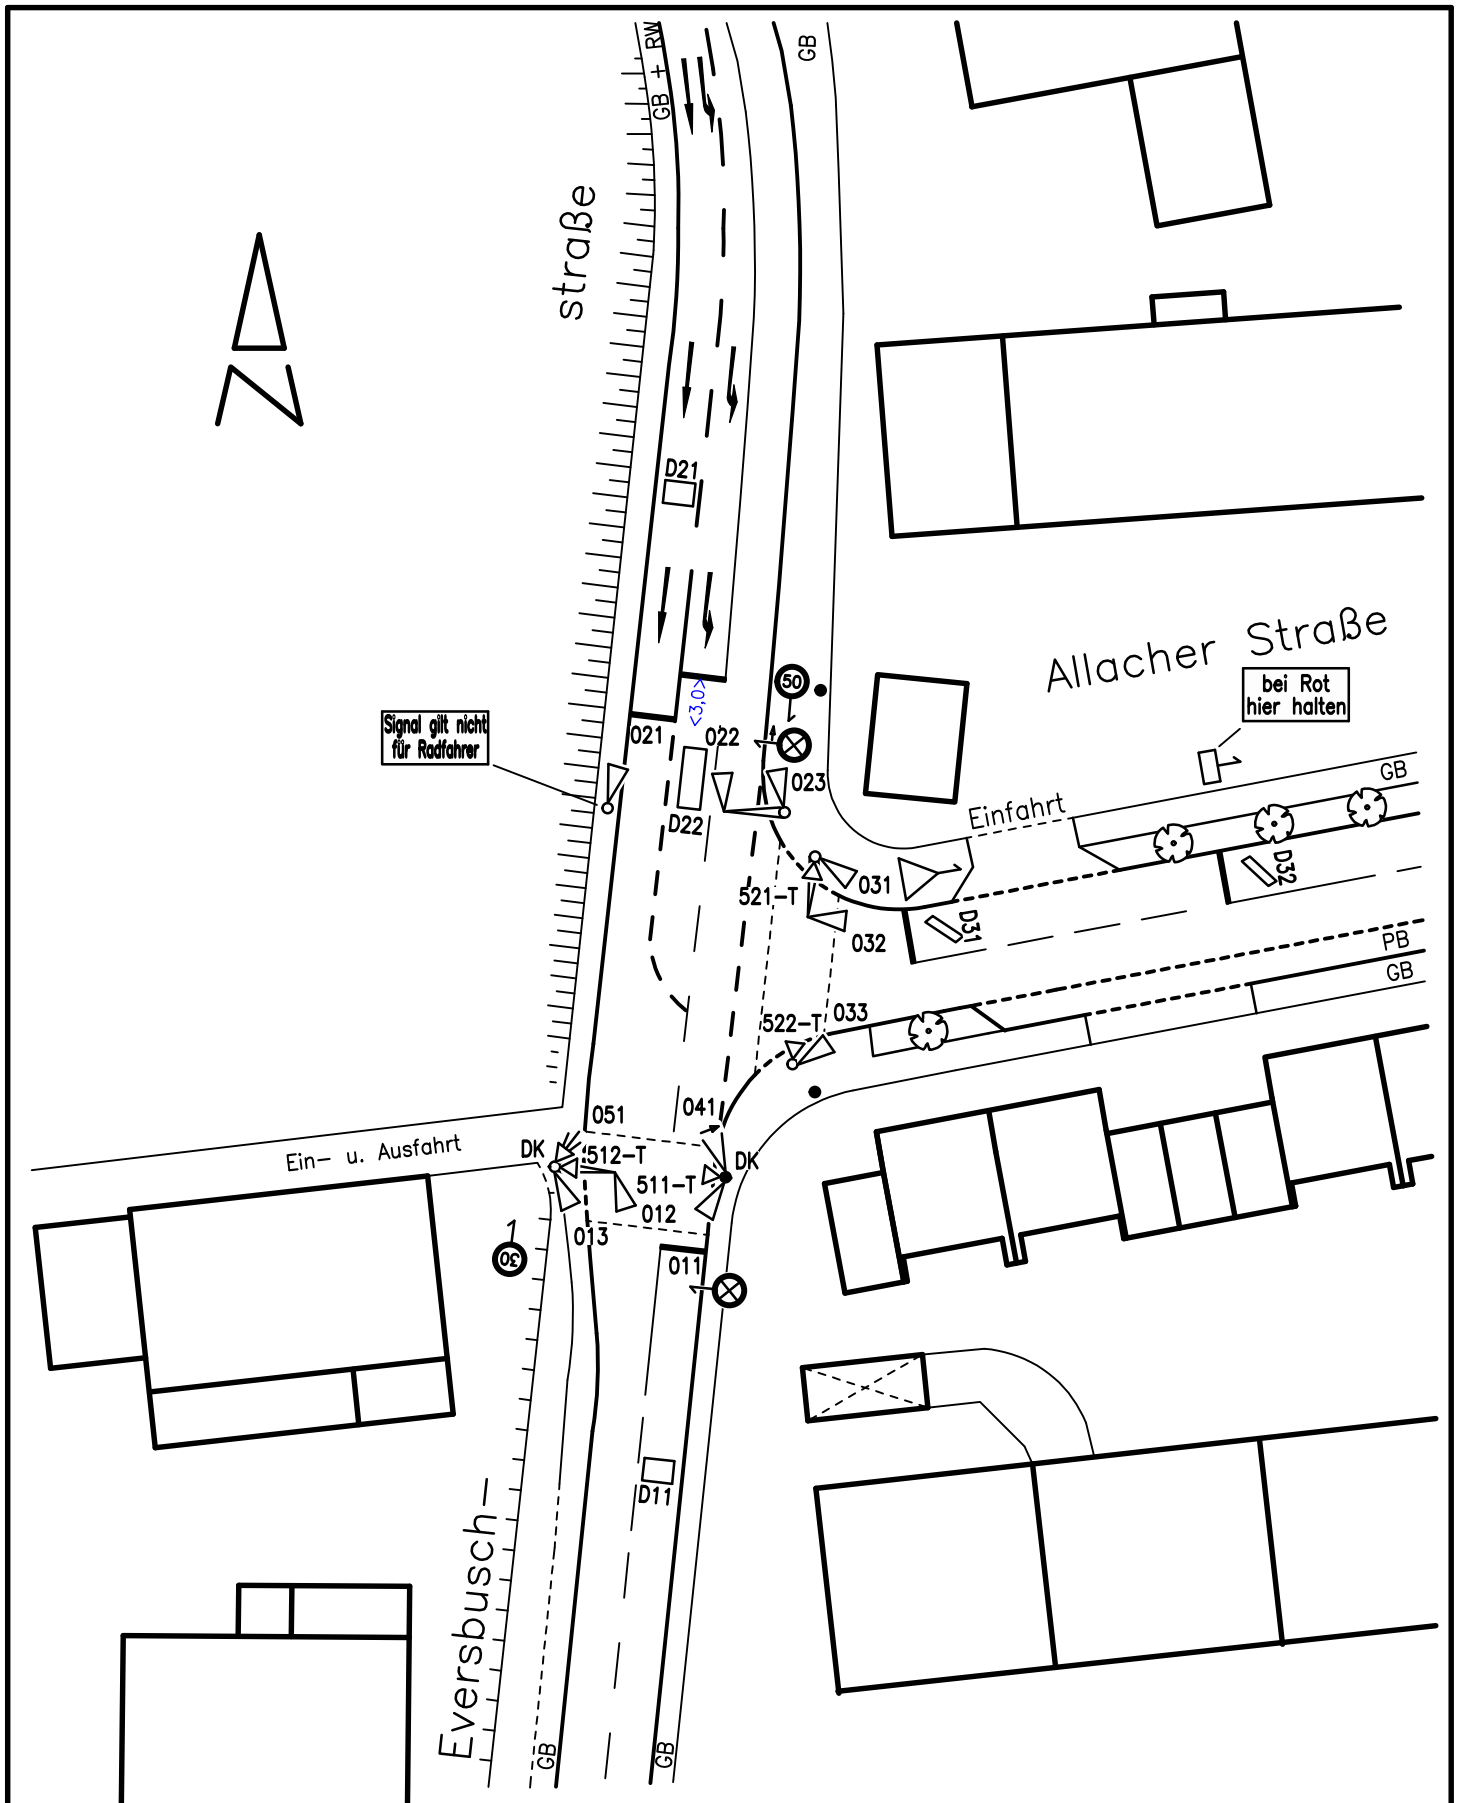 GB + RW
GB
straße
D21
Allacher Straße
50
bei Rot
hier halten
<3,0>
Signal gilt nicht
für Radfahrer
021
022
023
GB
Einfahrt
D22
D32
031
521-T
D31
032
PB
GB
033
522-T
051
041
DK
Ein- u. Ausfahrt
512-T
DK
511-T
012
013
30
011
D11
Eversbusch-
GB
GB
N